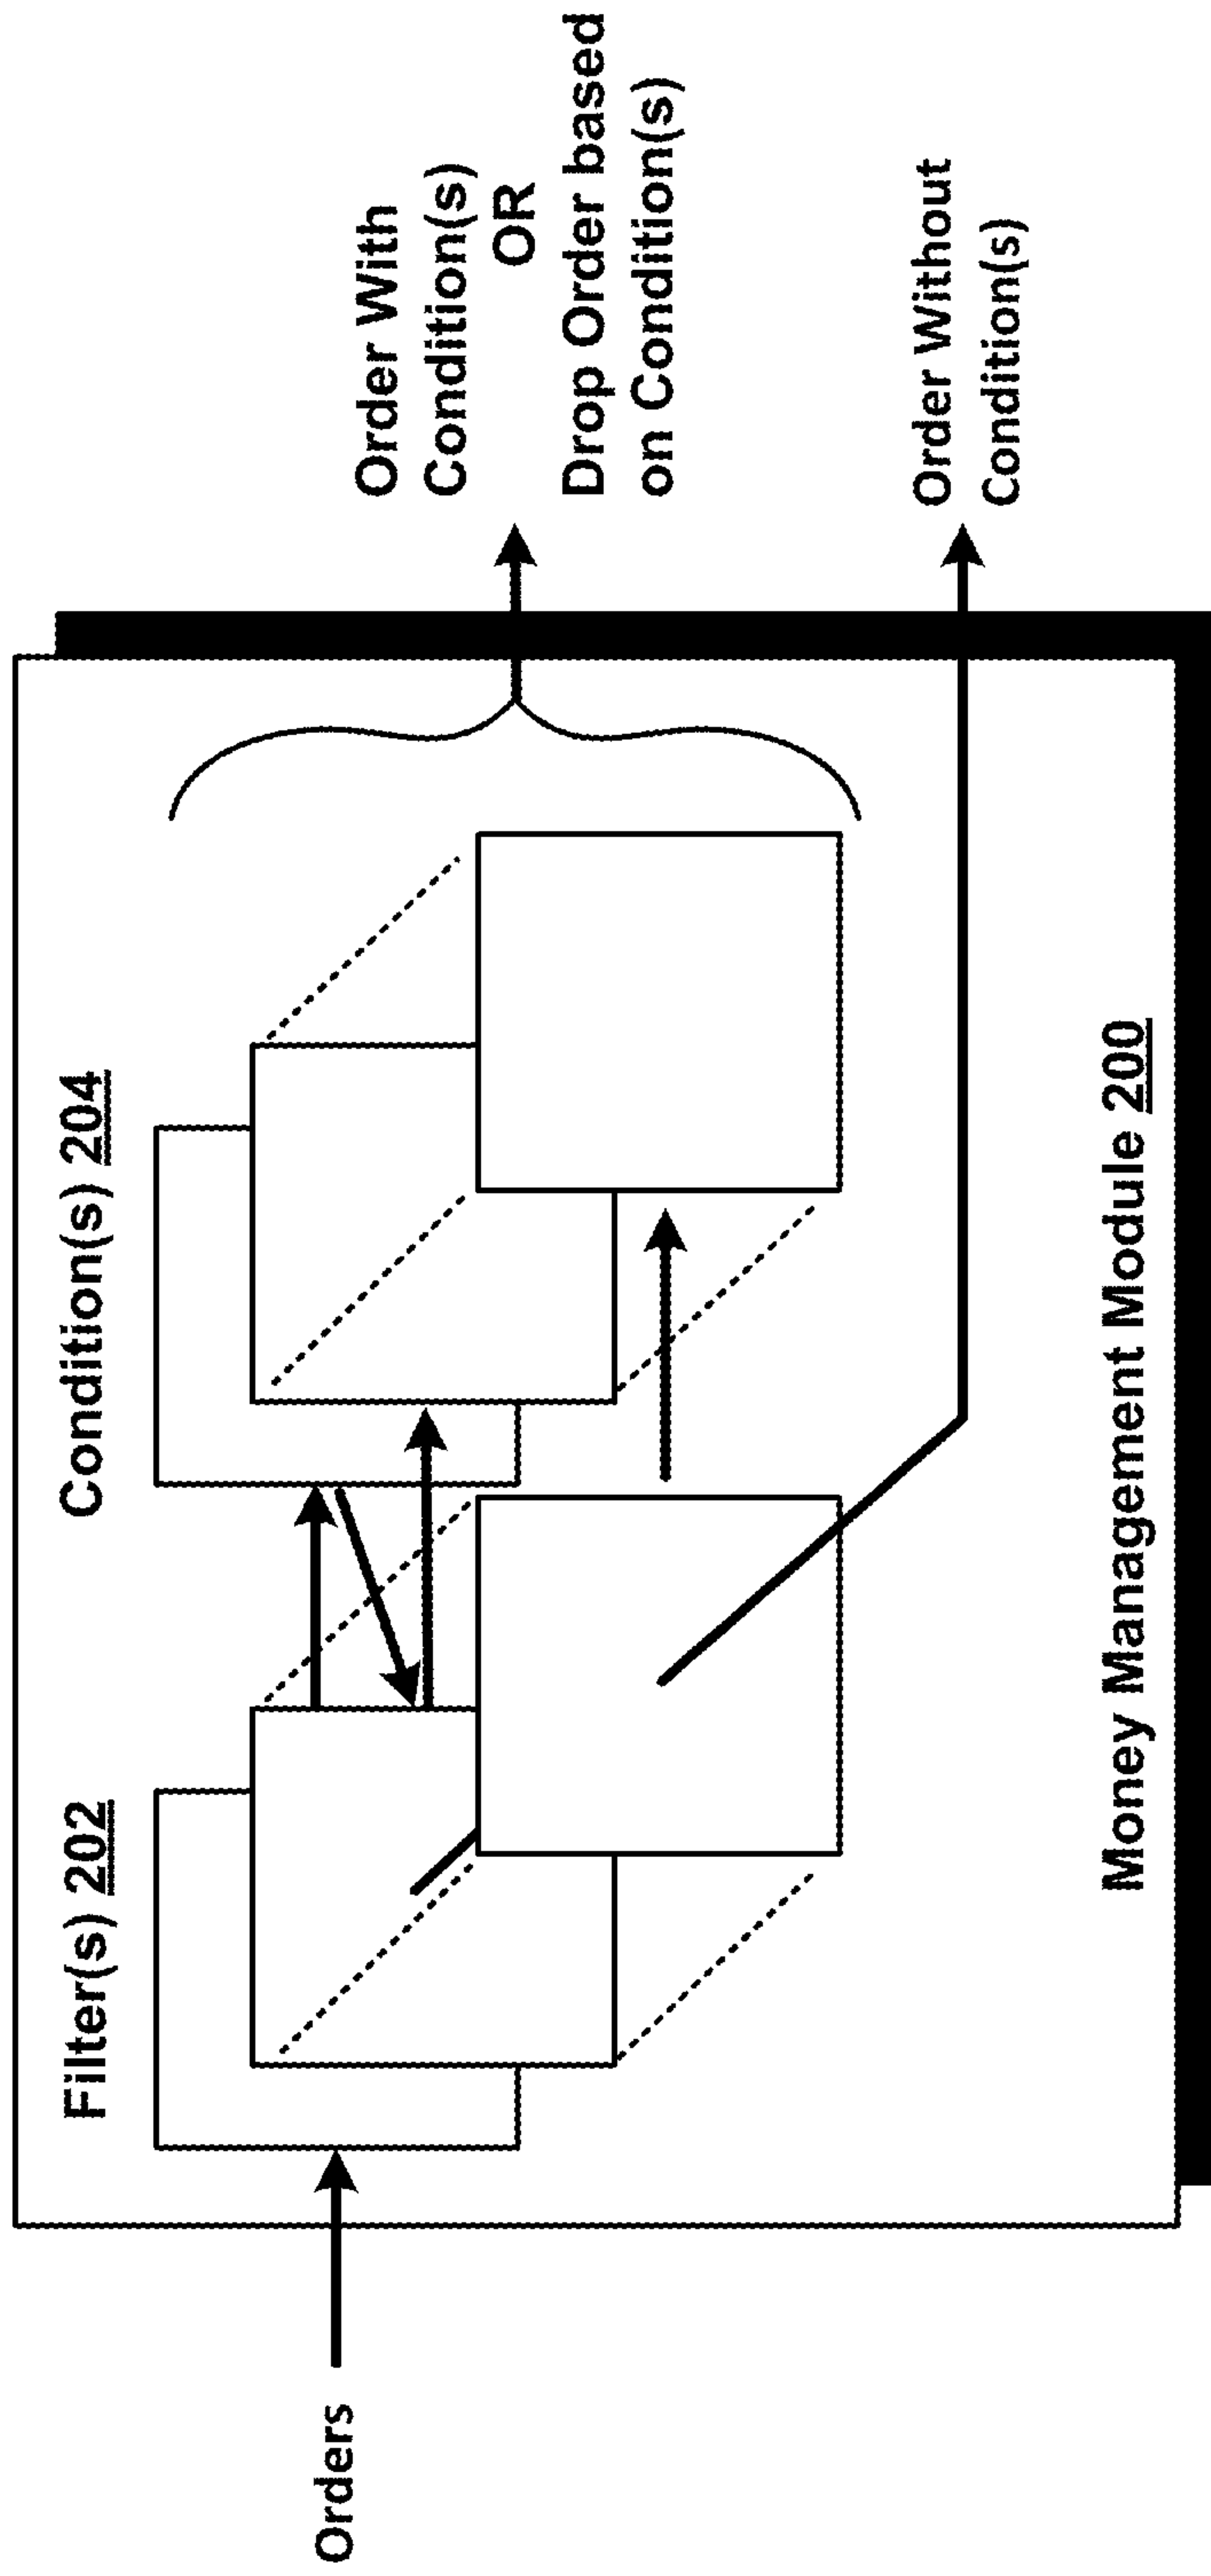 Orders
Filter(s) 202
Condition(s) 204
Order With
Condition(s)
OR
Drop Order based
on Condition(s)
Order Without
Condition(s)
Money Management Module 200